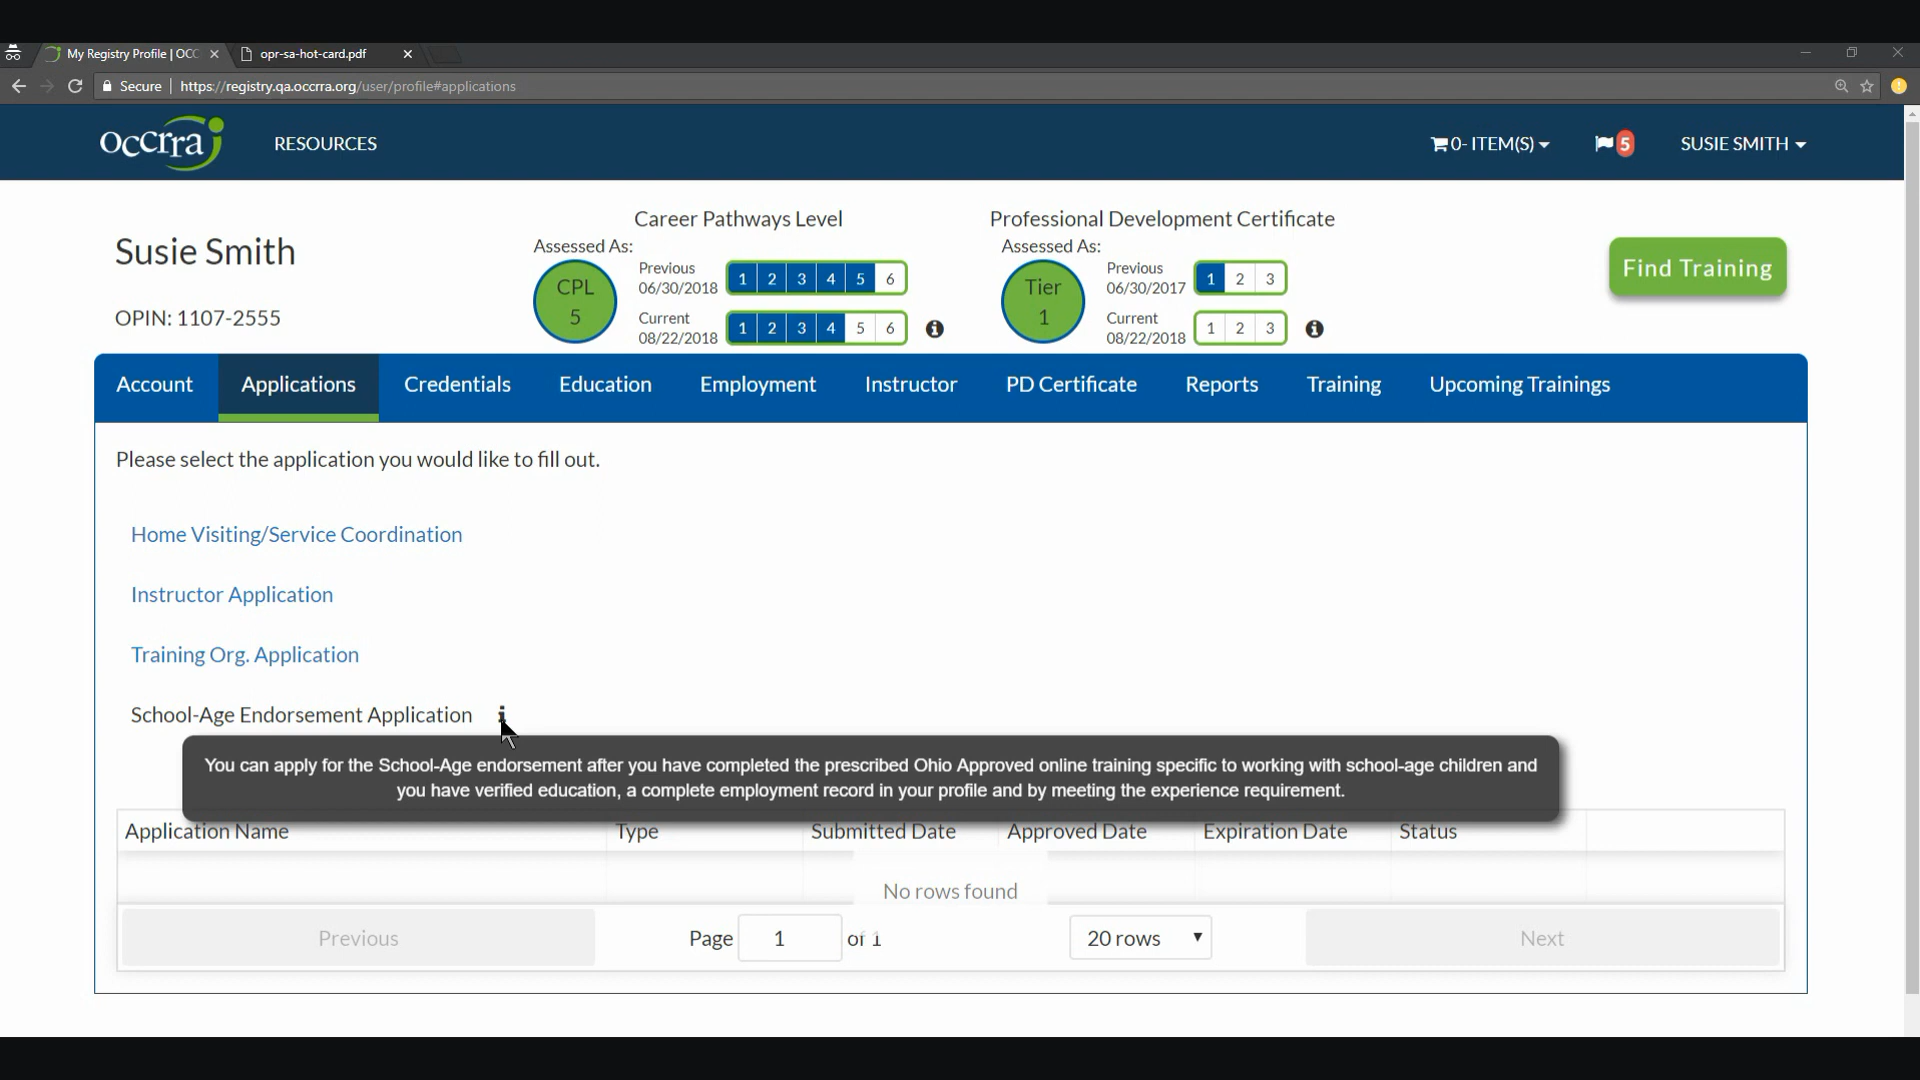 My Registry Profile | OCC
opr-sa-hot-card.pdf
Secure
https://registry.qa.occrra.org/user/profile#applications
occrra
RESOURCES
0- ITEM(S)
5
SUSIE SMITH
Susie Smith
OPIN: 1107-2555
Career Pathways Level
Assessed As:
CPL
5
Previous
06/30/2018
1 2 3 4 5 6
Current
08/22/2018
1 2 3 4 5 6
Professional Development Certificate
Assessed As:
Tier
1
Previous
06/30/2017
1 2 3
Current
08/22/2018
1 2 3
Find Training
Account Applications Credentials Education Employment Instructor PD Certificate Reports Training Upcoming Trainings
Please select the application you would like to fill out.
Home Visiting/Service Coordination
Instructor Application
Training Org. Application
School-Age Endorsement Application
You can apply for the School-Age endorsement after you have completed the prescribed Ohio Approved online training specific to working with school-age children and
you have verified education, a complete employment record in your profile and by meeting the experience requirement.
Application Name Type Submitted Date Approved Date Expiration Date Status
No rows found
Previous Page 1 of 1 20 rows Next